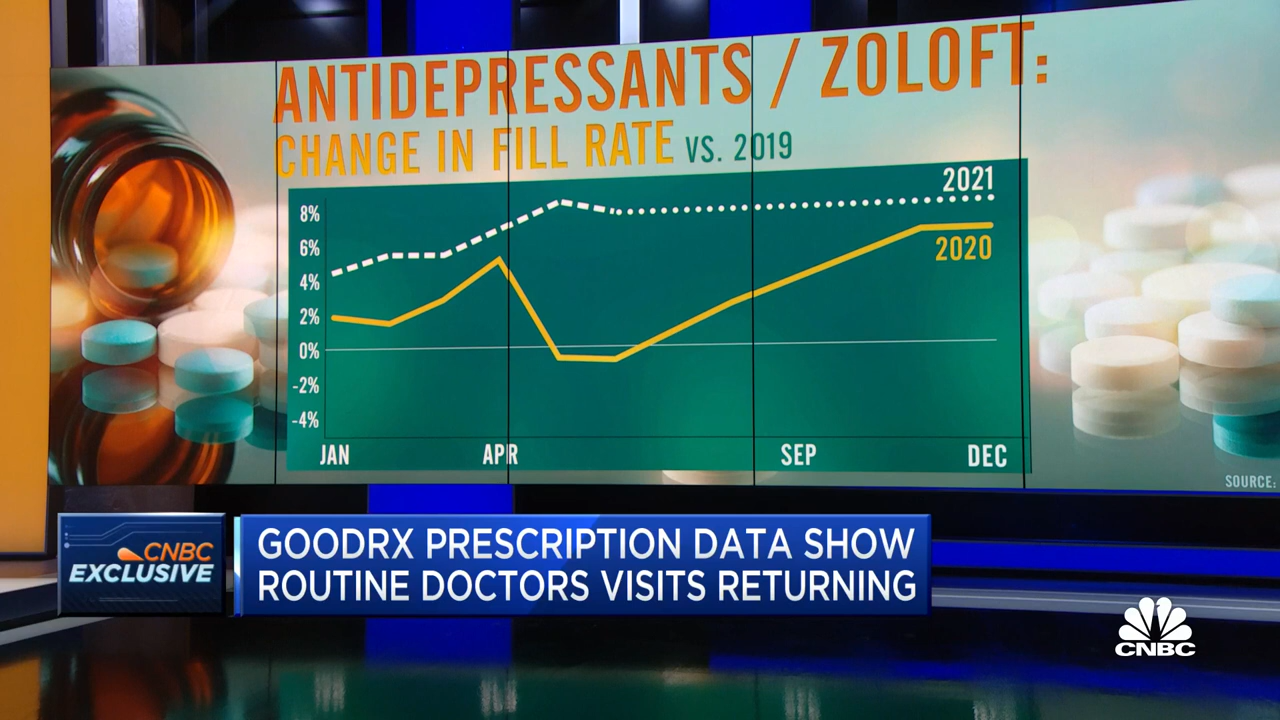 ANTIDEPRESSANTS / ZOLOFT:
CHANGE IN FILL RATE VS. 2019
2021
2020
8%
6%
4%
2%
0%
-2%
-4%
JAN APR SEP DEC
SOURCE:
CNBC
EXCLUSIVE
GOODRX PRESCRIPTION DATA SHOW
ROUTINE DOCTORS VISITS RETURNING
CNBC